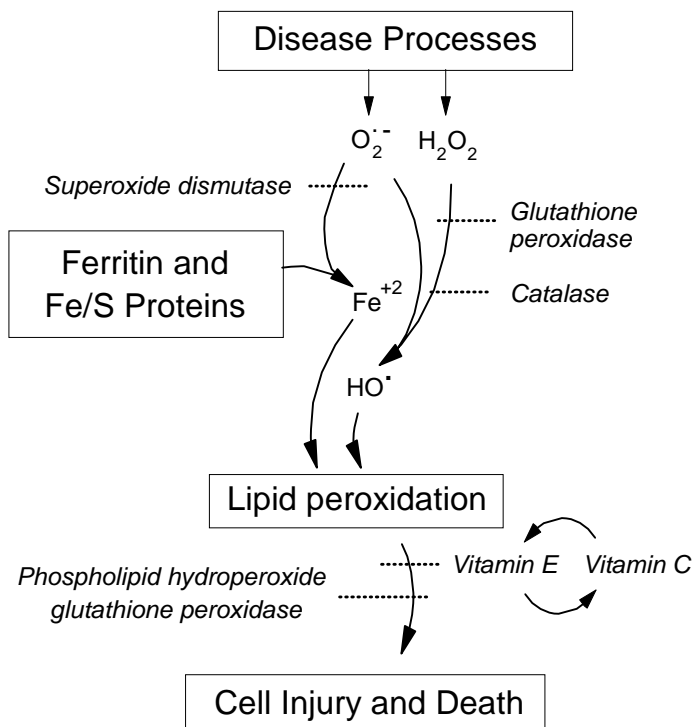 Disease Processes
O₂·⁻ H₂O₂
Superoxide dismutase
Glutathione
peroxidase
Ferritin and
Fe/S Proteins
Fe⁺²
Catalase
HO·
Lipid peroxidation
Vitamin E Vitamin C
Phospholipid hydroperoxide
glutathione peroxidase
Cell Injury and Death